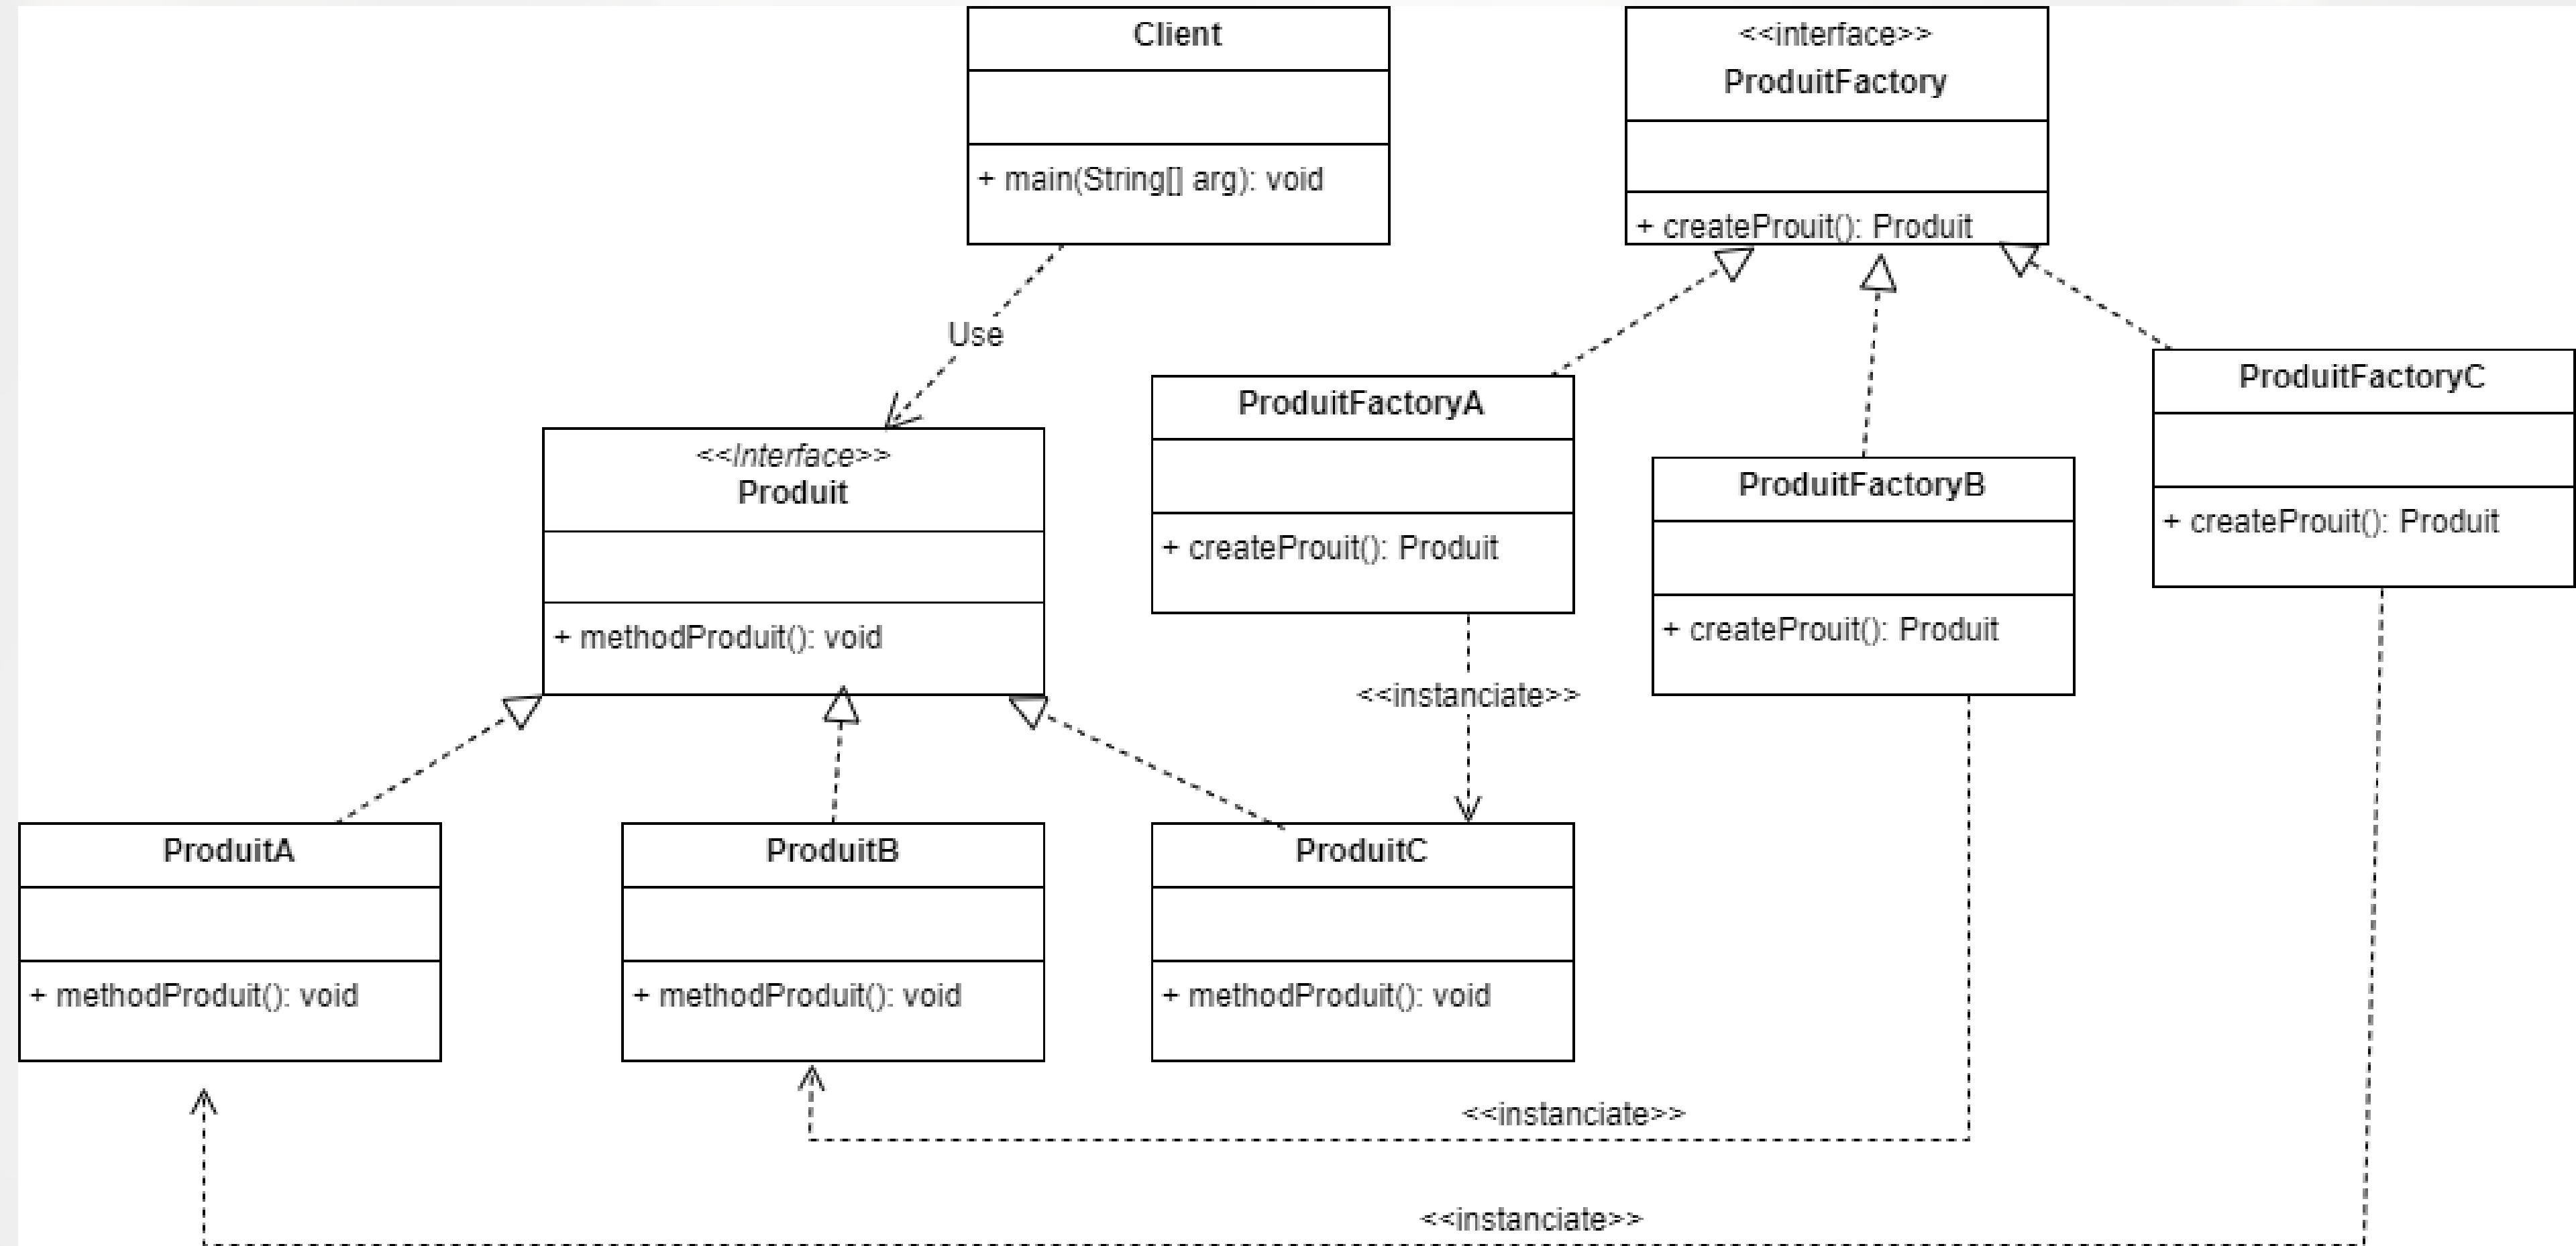 Client
+ main(String[] arg): void
<<interface>>
ProduitFactory
+ createProuit(): Produit
Use
<<Interface>>
Produit
+ methodProduit(): void
ProduitFactoryA
+ createProuit(): Produit
ProduitFactoryB
+ createProuit(): Produit
ProduitFactoryC
+ createProuit(): Produit
<<instanciate>>
ProduitA
+ methodProduit(): void
ProduitB
+ methodProduit(): void
ProduitC
+ methodProduit(): void
<<instanciate>>
<<instanciate>>